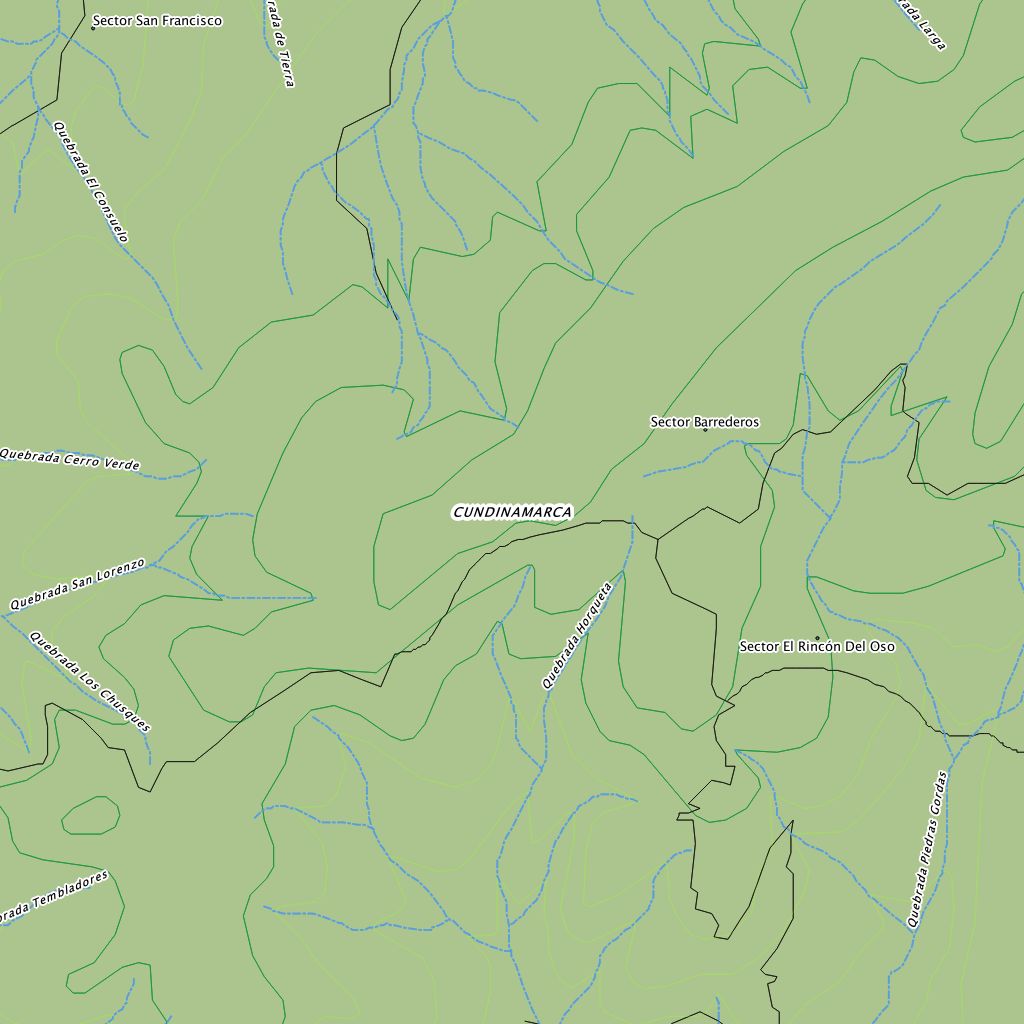 Sector San Francisco
rada de Tierra
rada Larga
Quebrada El Consuelo
Sector Barrederos
Quebrada Cerro Verde
CUNDINAMARCA
Quebrada San Lorenzo
Quebrada Horqueta
Quebrada Los Chusques
Sector El Rincón Del Oso
Quebrada Piedras Gordas
brada Tembladores